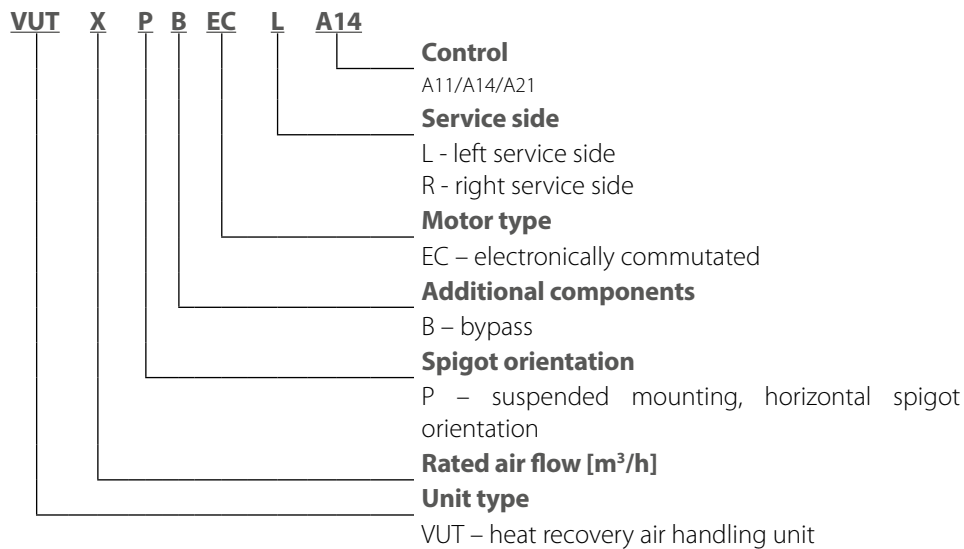 VUT X P B EC L A14
Control
A11/A14/A21
Service side
L - left service side
R - right service side
Motor type
EC – electronically commutated
Additional components
B – bypass
Spigot orientation
P – suspended mounting, horizontal spigot
orientation
Rated air flow [m³/h]
Unit type
VUT – heat recovery air handling unit